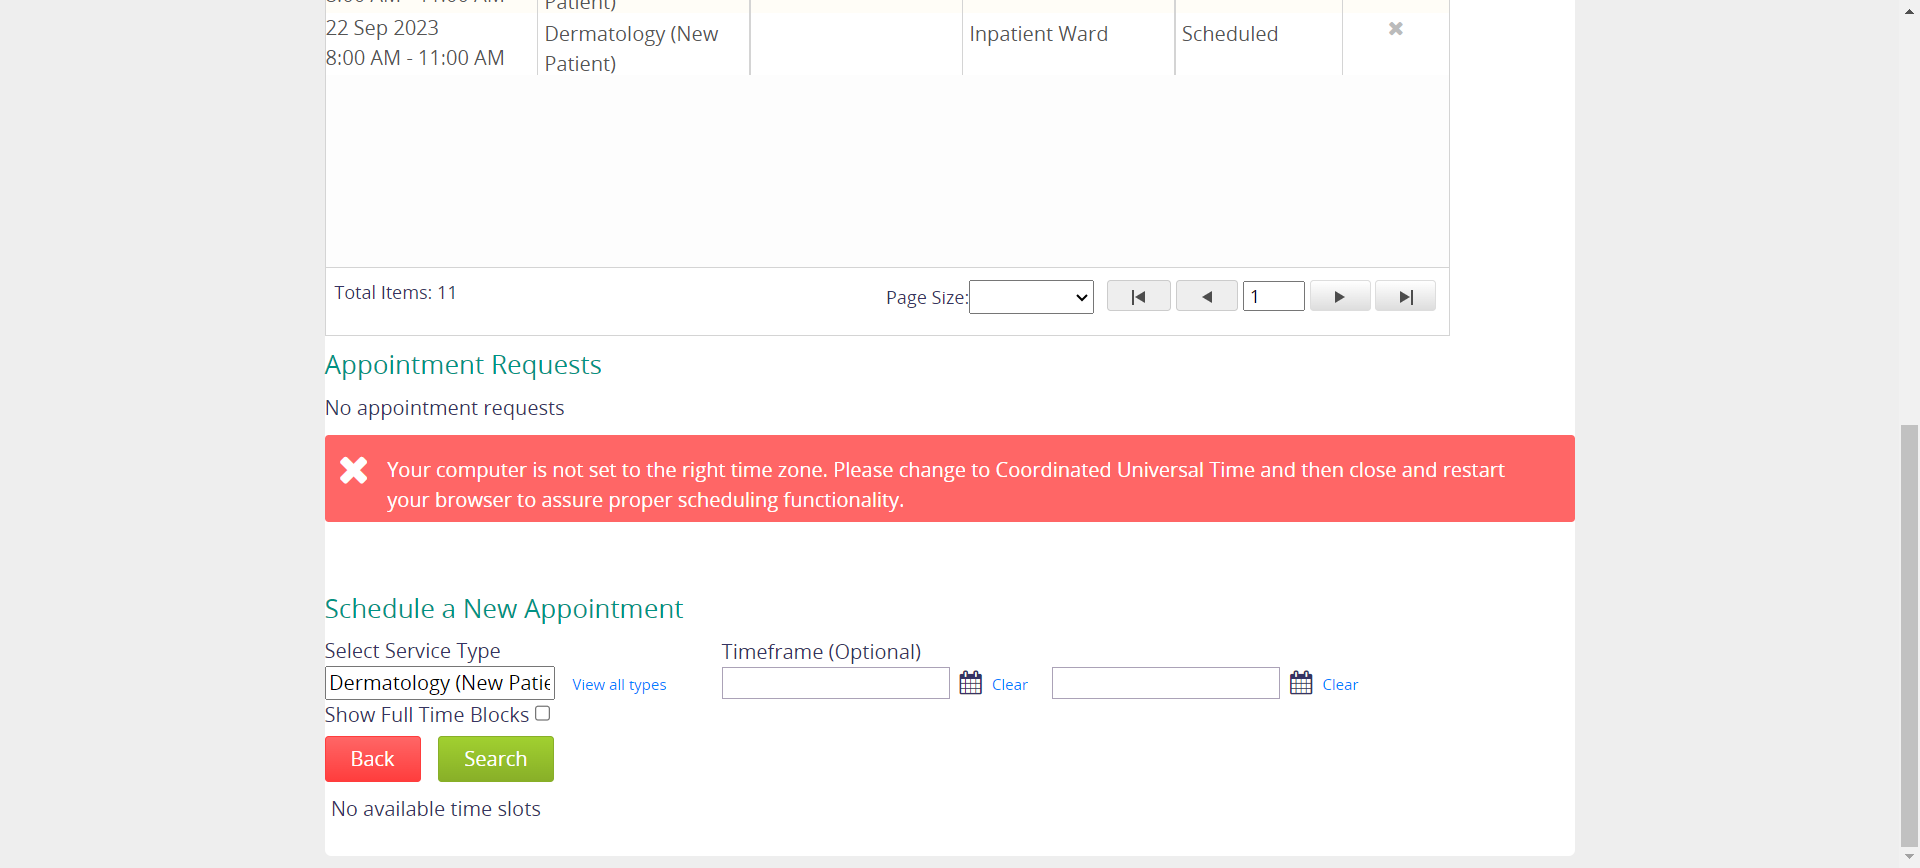 22 Sep 2023
8:00 AM - 11:00 AM
Dermatology (New
Patient)
Inpatient Ward
Scheduled
Total Items: 11
Page Size:
1
Appointment Requests
No appointment requests
Your computer is not set to the right time zone. Please change to Coordinated Universal Time and then close and restart
your browser to assure proper scheduling functionality.
Schedule a New Appointment
Select Service Type
Timeframe (Optional)
Dermatology (New Patie
View all types
Clear
Clear
Show Full Time Blocks
Back
Search
No available time slots